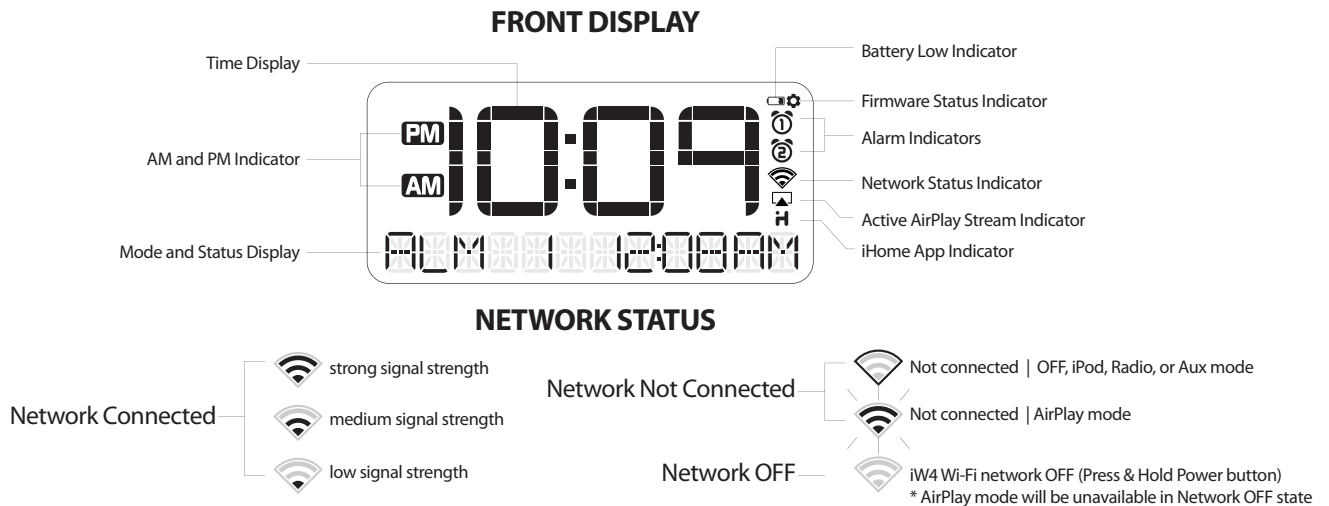 FRONT DISPLAY
Time Display
AM and PM Indicator
Mode and Status Display
PM
AM
10:09
1
2
ALM 1 12:08AM
Battery Low Indicator
Firmware Status Indicator
Alarm Indicators
Network Status Indicator
Active AirPlay Stream Indicator
iHome App Indicator
NETWORK STATUS
Network Connected
strong signal strength
medium signal strength
low signal strength
Network Not Connected
Not connected | OFF, iPod, Radio, or Aux mode
Not connected | AirPlay mode
Network OFF
iW4 Wi-Fi network OFF (Press & Hold Power button)
* AirPlay mode will be unavailable in Network OFF state